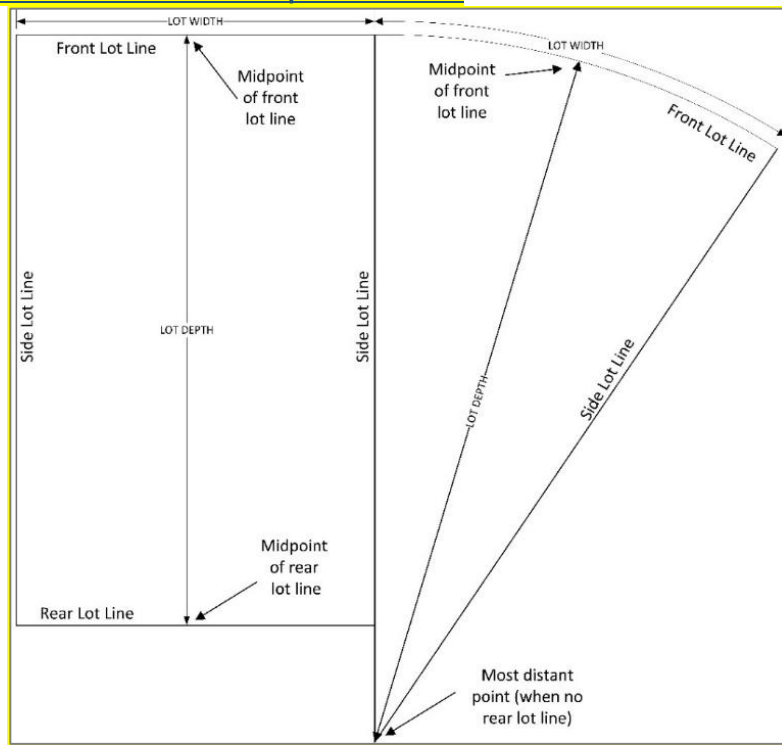 LOT WIDTH
Front Lot Line
Midpoint
of front
lot line
Side Lot Line
LOT DEPTH
Side Lot Line
Midpoint
of rear
lot line
Rear Lot Line
LOT WIDTH
Midpoint
of front
lot line
Front Lot Line
LOT DEPTH
Side Lot Line
Most distant
point (when no
rear lot line)